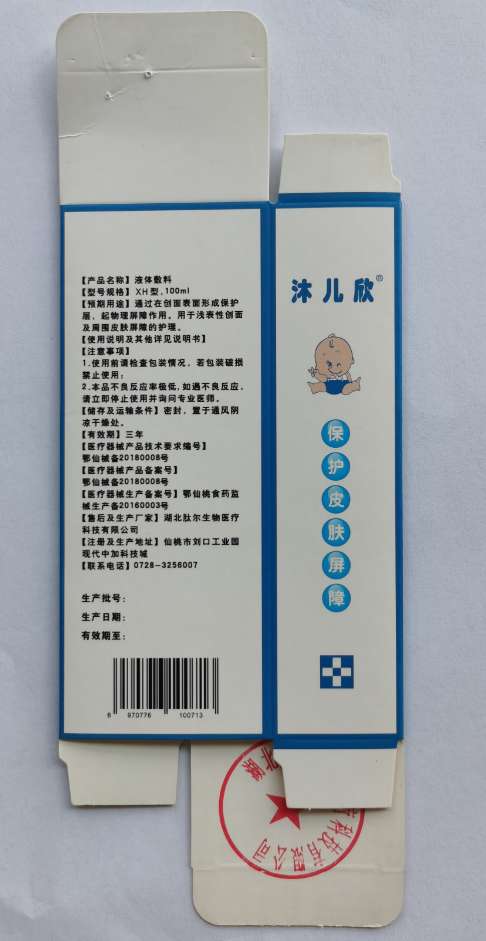 【产品名称】液体敷料
【型号规格】XH型,100ml
【预期用途】通过在创面表面形成保护
层，起物理屏障作用。用于浅表性创面
及周围皮肤屏障的护理。
【使用说明及其他详见说明书】
【注意事项】
1.使用前请检查包装情况，若包装破损
禁止使用；
2.本品不良反应率极低,如遇不良反应,
请立即停止使用并询问专业医师。
【储存及运输条件】密封，置于通风阴
凉干燥处。
【有效期】三年
【医疗器械产品技术要求编号】
鄂仙械备20180008号
【医疗器械产品备案号】
鄂仙械备20180008号
【医疗器械生产备案号】鄂仙桃食药监
械生产备20160003号
【售后及生产厂家】湖北肽尔生物医疗
科技有限公司
【注册及生产地址】仙桃市刘口工业园
现代中加科技城
【联系电话】0728-3256007
生产批号：
生产日期：
有效期至：
6 970776 100713
沐儿欣®
保
护
皮
肤
屏
障
科技有限公司